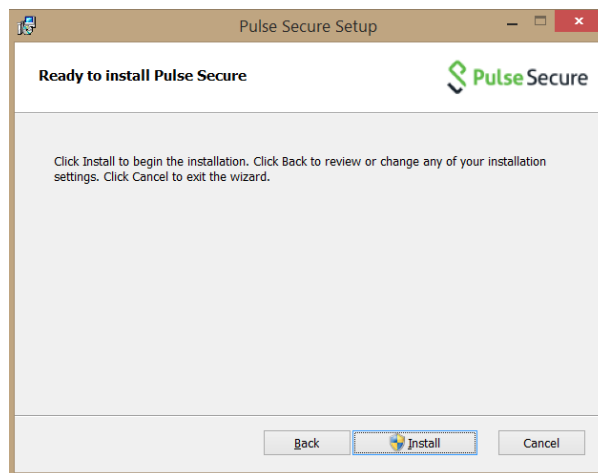 Pulse Secure Setup
Ready to install Pulse Secure
Pulse Secure
Click Install to begin the installation. Click Back to review or change any of your installation
settings. Click Cancel to exit the wizard.
Back
Install
Cancel